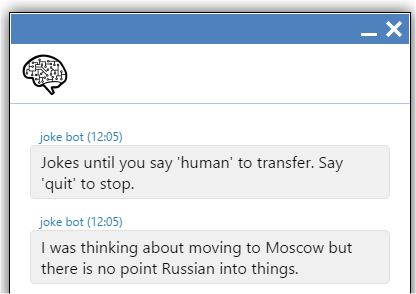 joke bot (12:05)
Jokes until you say 'human' to transfer. Say
'quit' to stop.
joke bot (12:05)
I was thinking about moving to Moscow but
there is no point Russian into things.